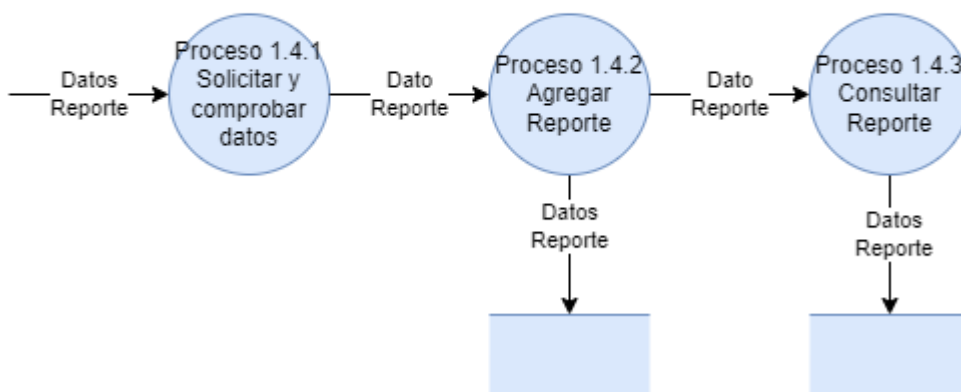 Datos
Reporte
Proceso 1.4.1
Solicitar y
comprobar
datos
Dato
Reporte
Proceso 1.4.2
Agregar
Reporte
Dato
Reporte
Proceso 1.4.3
Consultar
Reporte
Datos
Reporte
Datos
Reporte